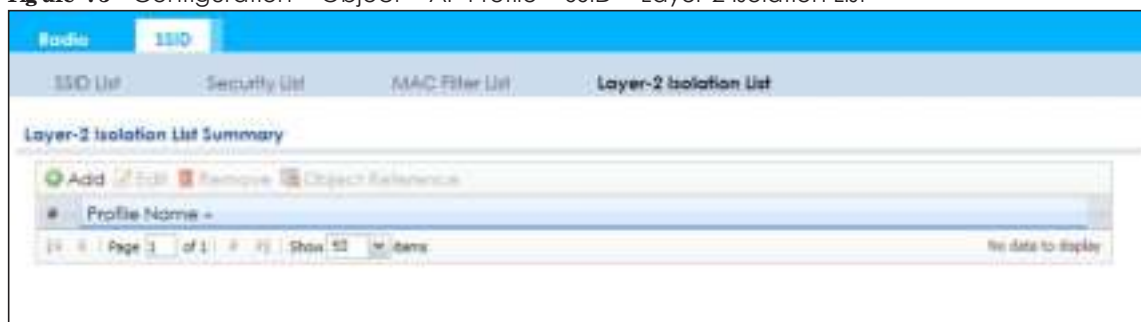 Configuration > Object > AP Profile > SSID > Layer-2 Isolation List
Radio SSID
SSID List Security List MAC Filter List Layer-2 Isolation List
Layer-2 Isolation List Summary
Add Edit Remove Object Reference
# Profile Name
Page 1 of 1 Show 50 items No data to display